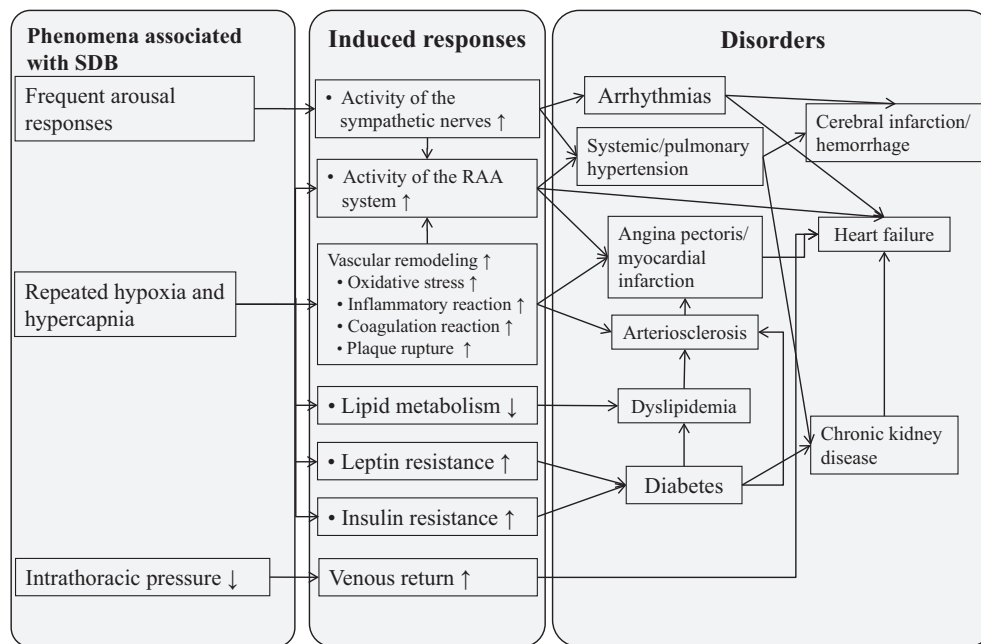 Phenomena associated
with SDB
Frequent arousal
responses
Repeated hypoxia and
hypercapnia
Intrathoracic pressure ↓
Induced responses
• Activity of the
sympathetic nerves ↑
• Activity of the RAA
system ↑
Vascular remodeling ↑
• Oxidative stress ↑
• Inflammatory reaction ↑
• Coagulation reaction ↑
• Plaque rupture ↑
• Lipid metabolism ↓
• Leptin resistance ↑
• Insulin resistance ↑
Venous return ↑
Disorders
Arrhythmias
Cerebral infarction/
hemorrhage
Systemic/pulmonary
hypertension
Angina pectoris/
myocardial
infarction
Heart failure
Arteriosclerosis
Dyslipidemia
Chronic kidney
disease
Diabetes